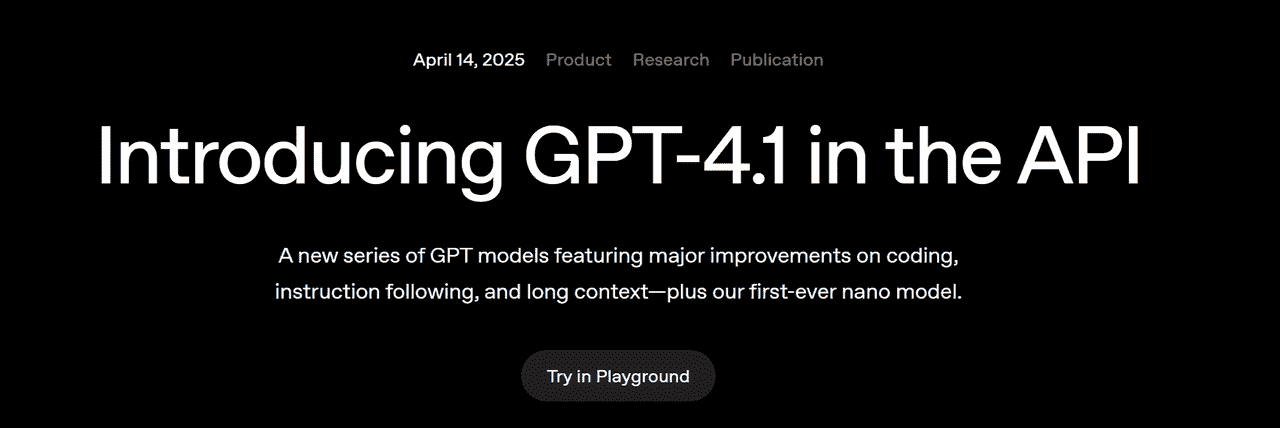 April 14, 2025 Product Research Publication
Introducing GPT-4.1 in the API
A new series of GPT models featuring major improvements on coding,
instruction following, and long context—plus our first-ever nano model.
Try in Playground